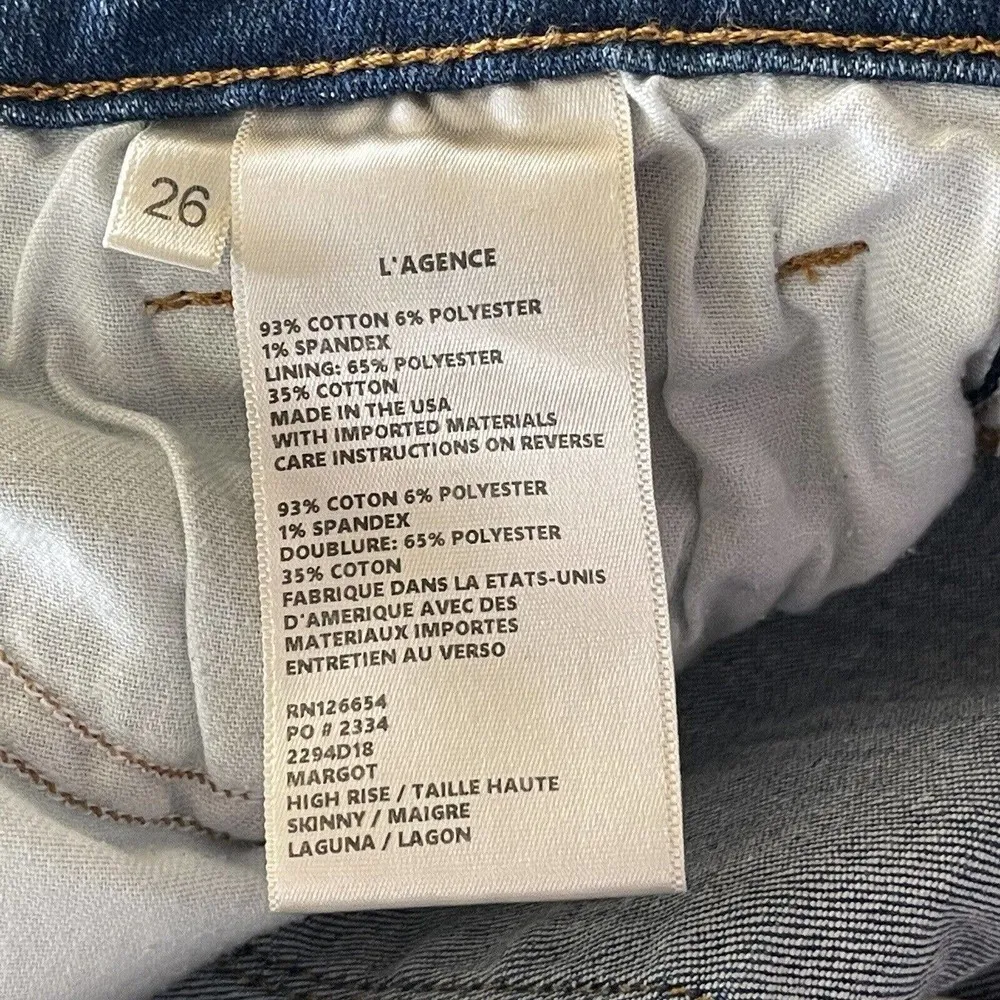 26
L'AGENCE
93% COTTON 6% POLYESTER
1% SPANDEX
LINING: 65% POLYESTER
35% COTTON
MADE IN THE USA
WITH IMPORTED MATERIALS
CARE INSTRUCTIONS ON REVERSE
93% COTON 6% POLYESTER
1% SPANDEX
DOUBLURE: 65% POLYESTER
35% COTON
FABRIQUE DANS LA ETATS-UNIS
D'AMERIQUE AVEC DES
MATERIAUX IMPORTES
ENTRETIEN AU VERSO
RN126654
PO # 2334
2294D18
MARGOT
HIGH RISE / TAILLE HAUTE
SKINNY / MAIGRE
LAGUNA / LAGON